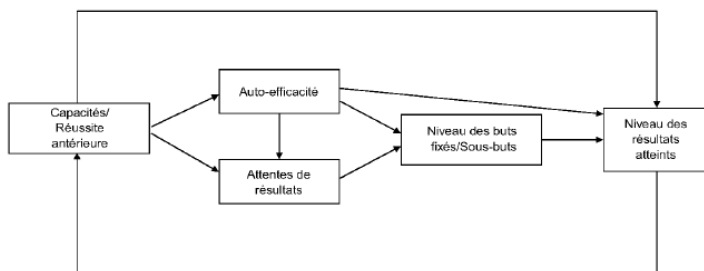 Capacités/
Réussite
antérieure
Auto-efficacité
Attentes de
résultats
Niveau des buts
fixés/Sous-buts
Niveau des
résultats
atteints